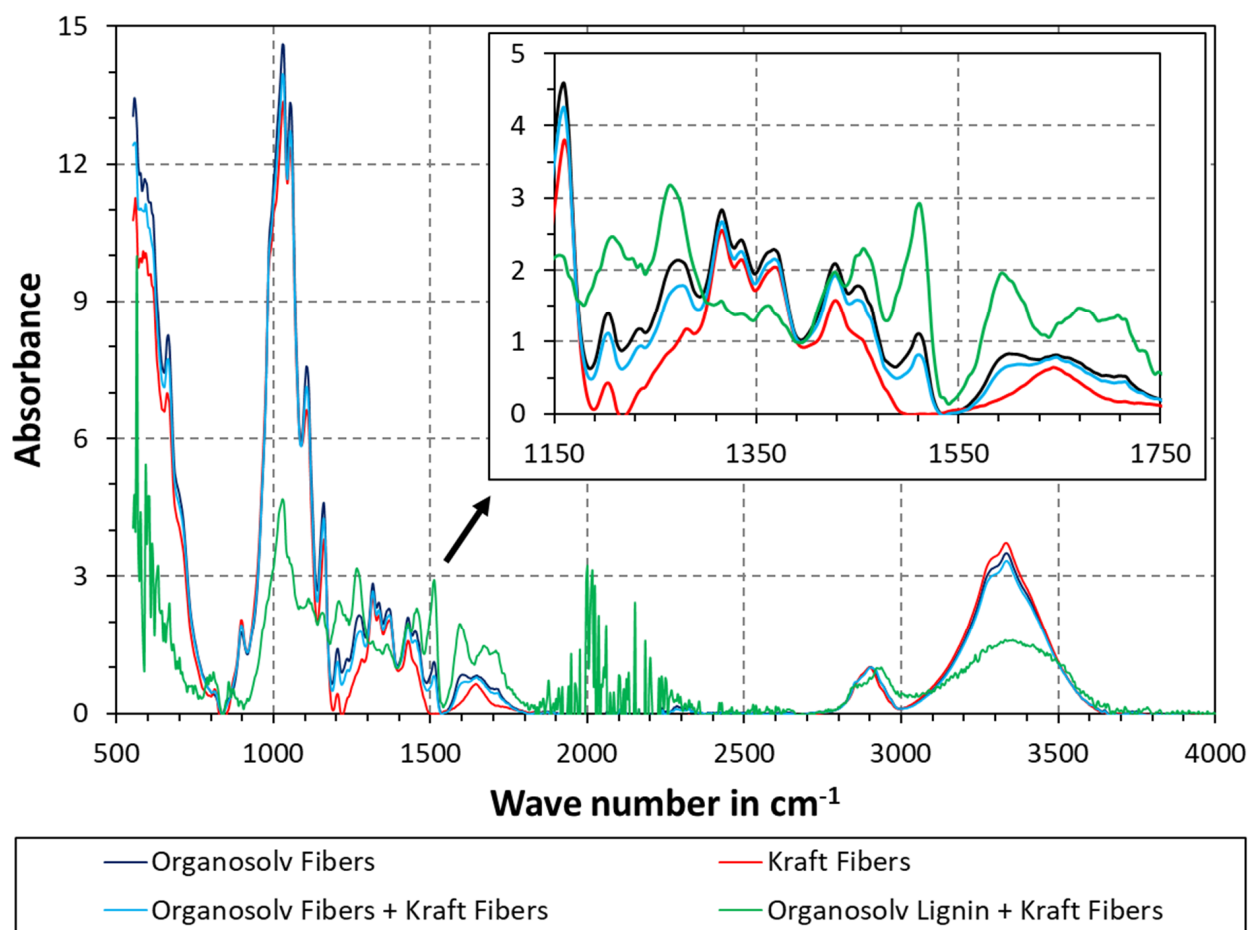 15
12
9
6
3
0
Absorbance
5
4
3
2
1
0
1150 1350 1550 1750
500 1000 1500 2000 2500 3000 3500 4000
Wave number in cm-1
Organosolv Fibers Kraft Fibers
Organosolv Fibers + Kraft Fibers Organosolv Lignin + Kraft Fibers